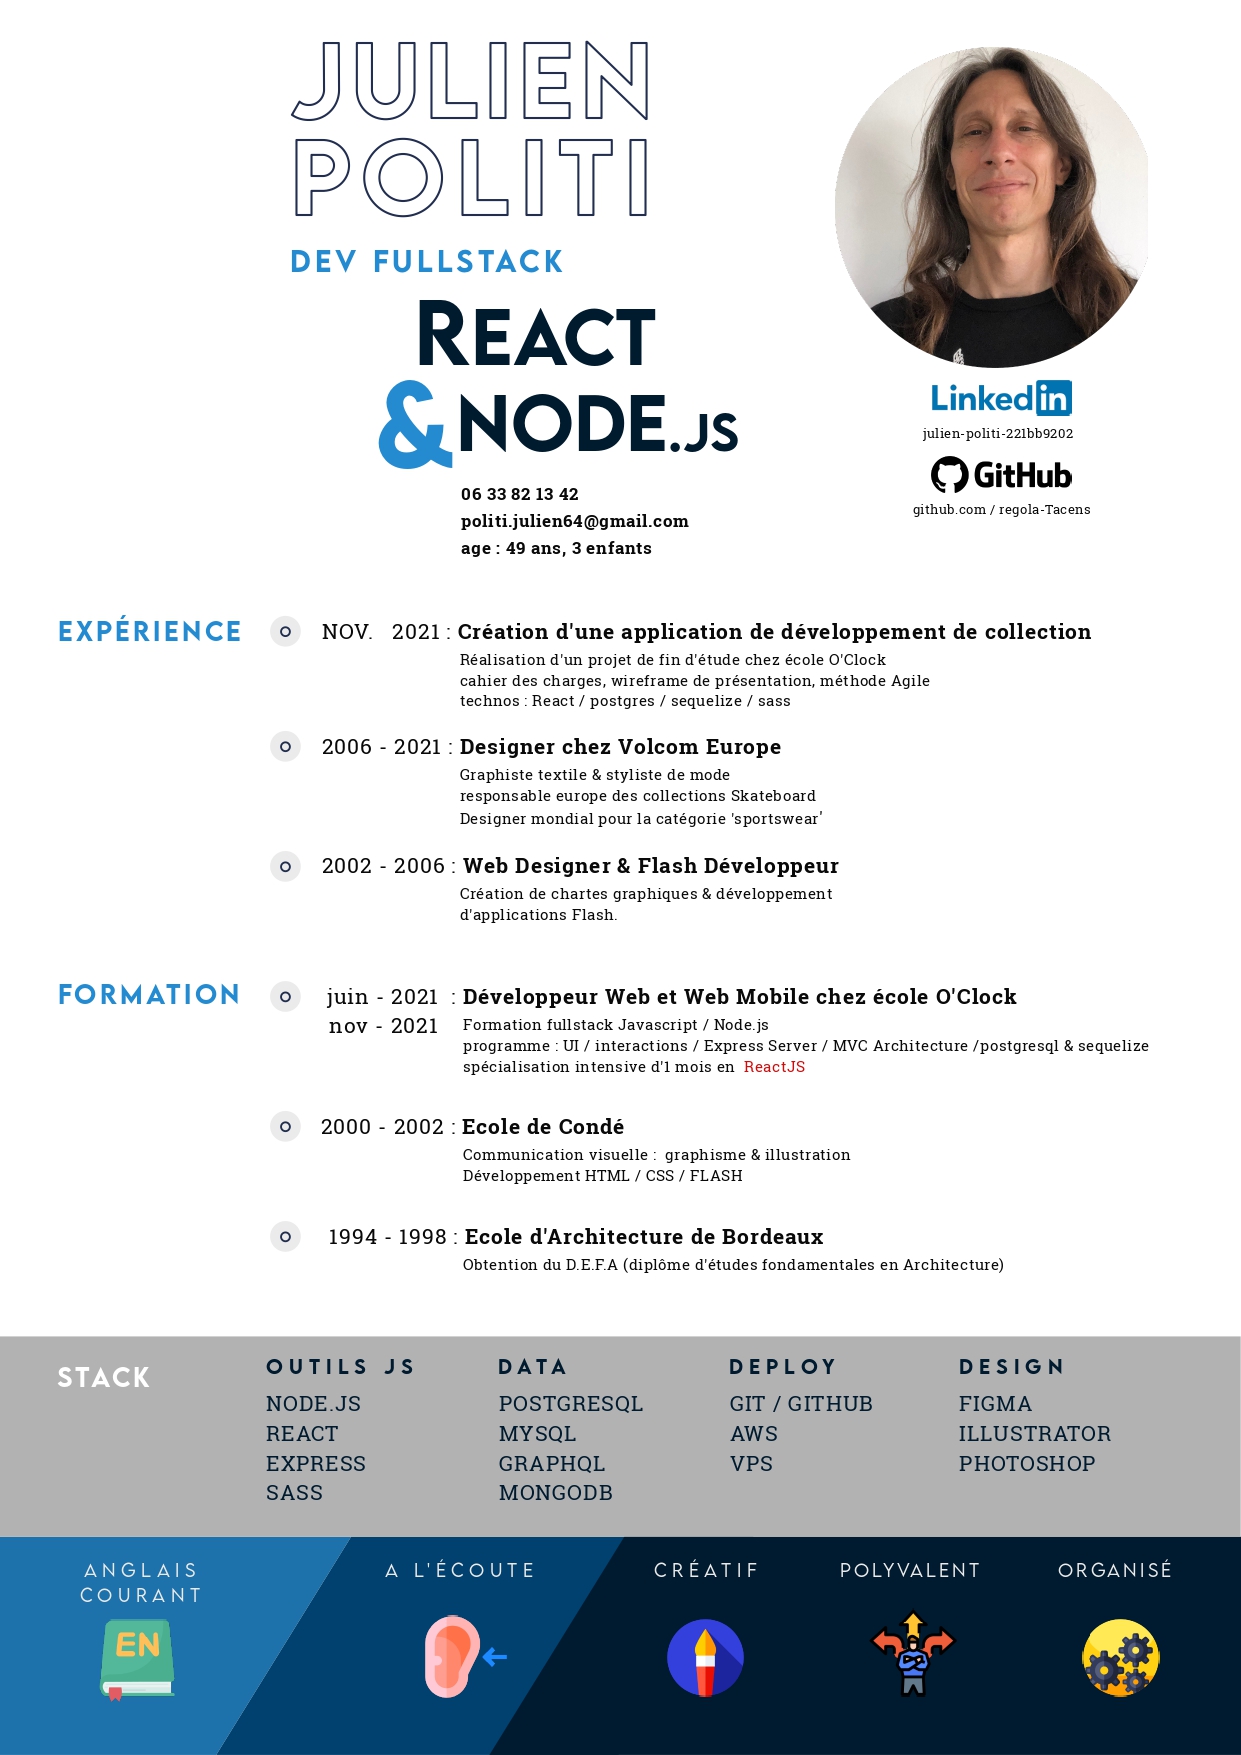 JULIEN
POLITI
DEV FULLSTACK
REACT
& NODE.JS
06 33 82 13 42
politi.julien64@gmail.com
age : 49 ans, 3 enfants
Linkedin
julien-politi-221bb9202
GitHub
github.com / regola-Tacens
EXPÉRIENCE
NOV. 2021 : Création d'une application de développement de collection
Réalisation d'un projet de fin d'étude chez école O'Clock
cahier des charges, wireframe de présentation, méthode Agile
technos : React / postgres / sequelize / sass
2006 - 2021 : Designer chez Volcom Europe
Graphiste textile & styliste de mode
responsable europe des collections Skateboard
Designer mondial pour la catégorie 'sportswear'
2002 - 2006 : Web Designer & Flash Développeur
Création de chartes graphiques & développement
d'applications Flash.
FORMATION
juin - 2021 : Développeur Web et Web Mobile chez école O'Clock
nov - 2021 Formation fullstack Javascript / Node.js
programme : UI / interactions / Express Server / MVC Architecture /postgresql & sequelize
spécialisation intensive d'1 mois en ReactJS
2000 - 2002 : Ecole de Condé
Communication visuelle : graphisme & illustration
Développement HTML / CSS / FLASH
1994 - 1998 : Ecole d'Architecture de Bordeaux
Obtention du D.E.F.A (diplôme d'études fondamentales en Architecture)
STACK
OUTILS JS
NODE.JS
REACT
EXPRESS
SASS
DATA
POSTGRESQL
MYSQL
GRAPHQL
MONGODB
DEPLOY
GIT / GITHUB
AWS
VPS
DESIGN
FIGMA
ILLUSTRATOR
PHOTOSHOP
ANGLAIS
COURANT
EN
A L'ÉCOUTE
CRÉATIF
POLYVALENT
ORGANISÉ